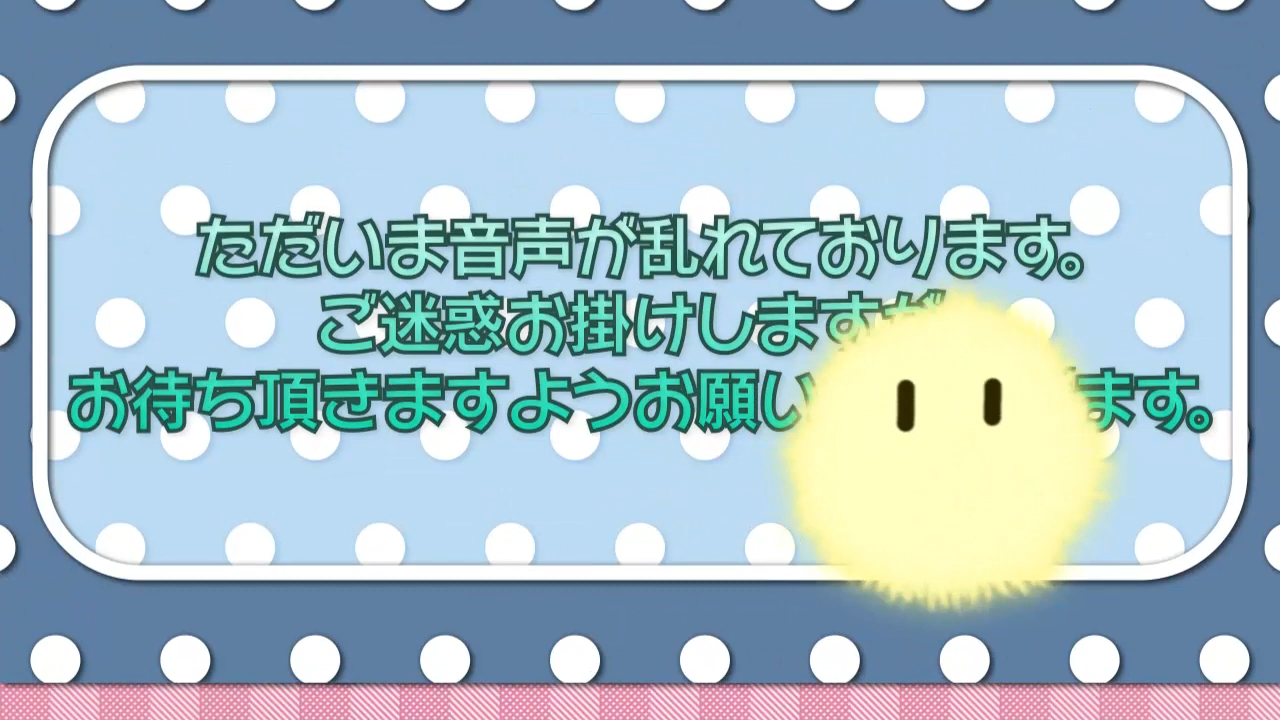 ただいま音声が乱れております。
ご迷惑お掛けしますが
お待ち頂きますようお願い ます。